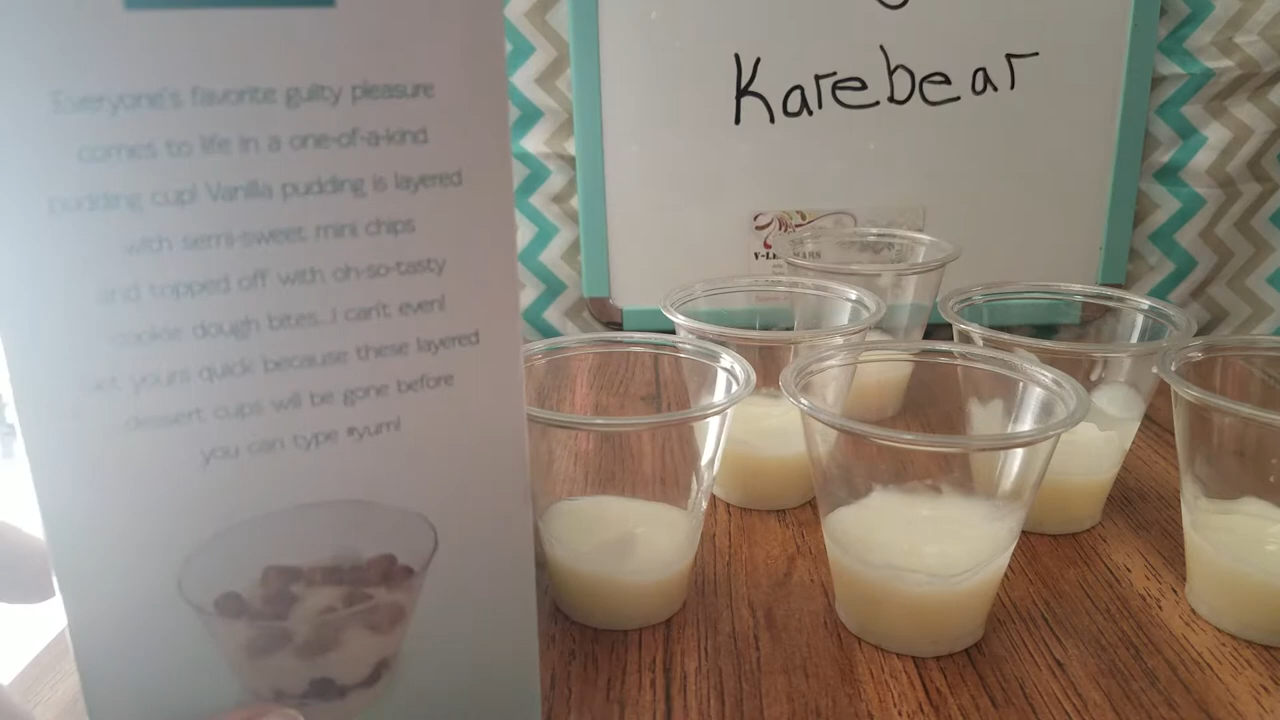 Everyone's favorite guilty pleasure
comes to life in a one-of-a-kind
pudding cup! Vanilla pudding is layered
with semi-sweet mini chips
and topped off with oh-so-tasty
cookie dough bites...I can't even!
Get yours quick because these layered
dessert cups will be gone before
you can type #yum!
Karebear